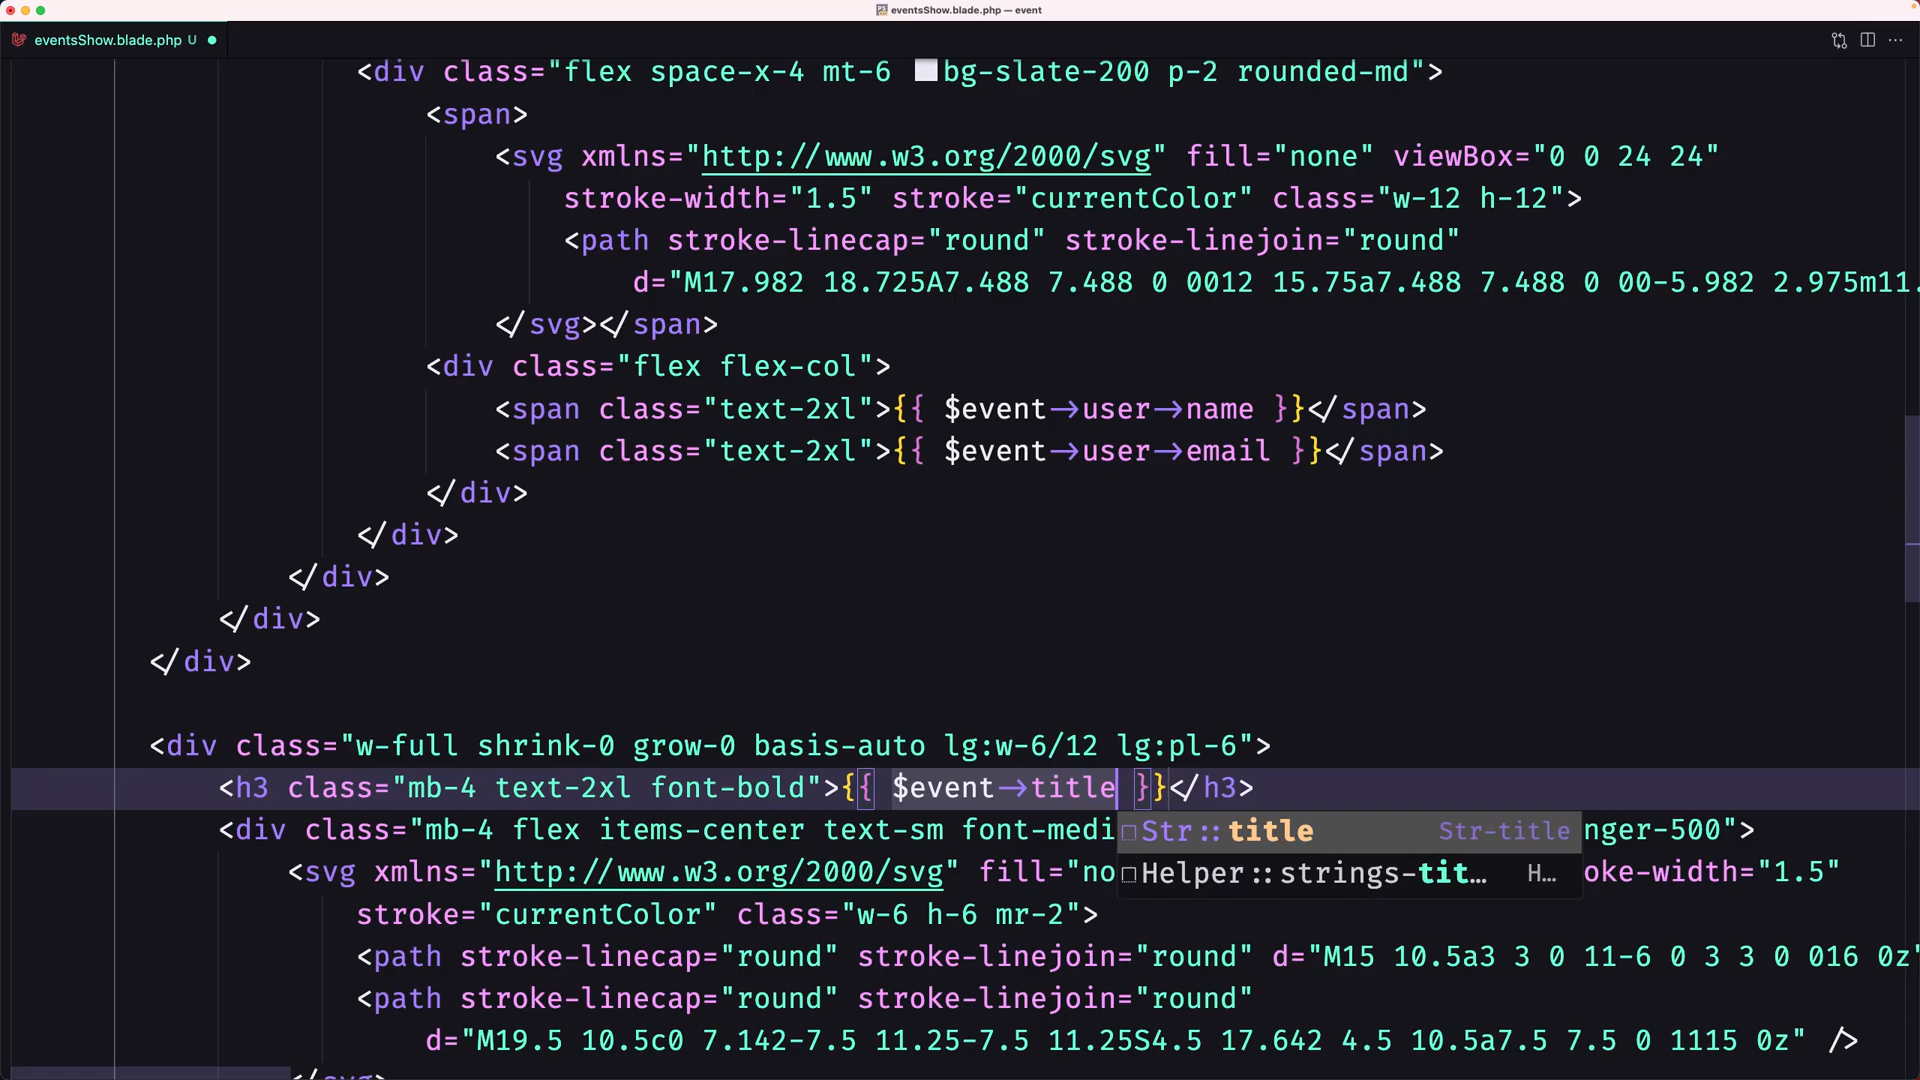 eventsShow.blade.php — event
eventsShow.blade.php U
<div class="flex space-x-4 mt-6 bg-slate-200 p-2 rounded-md">
<span>
<svg xmlns="http://www.w3.org/2000/svg" fill="none" viewBox="0 0 24 24"
stroke-width="1.5" stroke="currentColor" class="w-12 h-12">
<path stroke-linecap="round" stroke-linejoin="round"
d="M17.982 18.725A7.488 7.488 0 0012 15.75a7.488 7.488 0 00-5.982 2.975m11.
</svg></span>
<div class="flex flex-col">
<span class="text-2xl">{{ $event->user->name }}</span>
<span class="text-2xl">{{ $event->user->email }}</span>
</div>
</div>
</div>
</div>
</div>
<div class="w-full shrink-0 grow-0 basis-auto lg:w-6/12 lg:pl-6">
<h3 class="mb-4 text-2xl font-bold">{{ $event->title }}</h3>
<div class="mb-4 flex items-center text-sm font-medi Str::title Str-title nger-500">
<svg xmlns="http://www.w3.org/2000/svg" fill="no Helper::strings-tit… H… oke-width="1.5"
stroke="currentColor" class="w-6 h-6 mr-2">
<path stroke-linecap="round" stroke-linejoin="round" d="M15 10.5a3 3 0 11-6 0 3 3 0 016 0z"
<path stroke-linecap="round" stroke-linejoin="round"
d="M19.5 10.5c0 7.142-7.5 11.25-7.5 11.25S4.5 17.642 4.5 10.5a7.5 7.5 0 1115 0z" />
</svg>